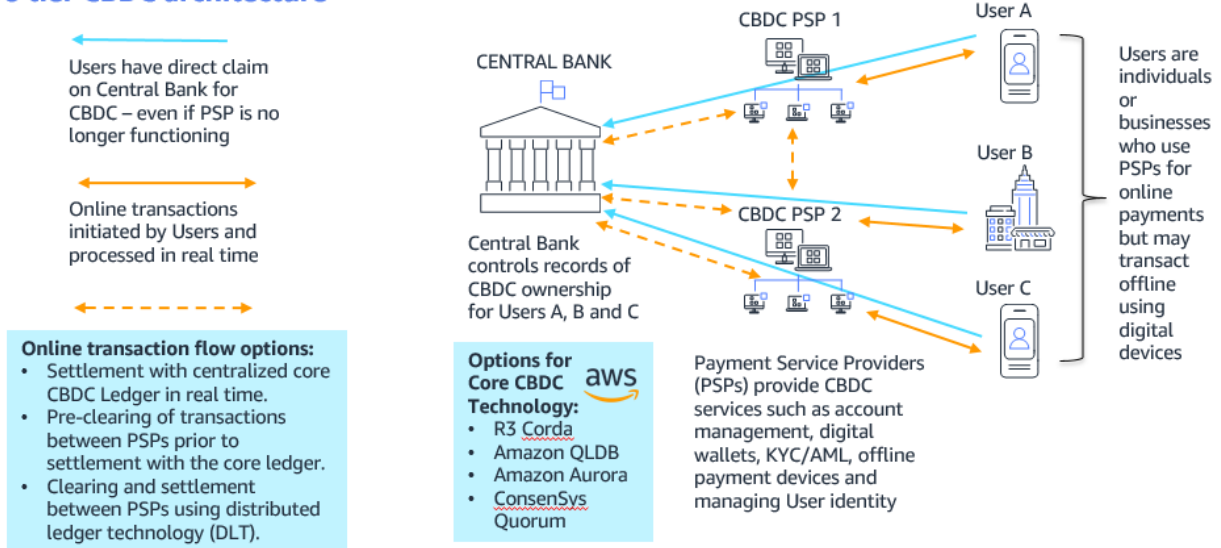 CBDC architecture
Users have direct claim
on Central Bank for
CBDC – even if PSP is no
longer functioning
Online transactions
initiated by Users and
processed in real time
Online transaction flow options:
• Settlement with centralized core
CBDC Ledger in real time.
• Pre-clearing of transactions
between PSPs prior to
settlement with the core ledger.
• Clearing and settlement
between PSPs using distributed
ledger technology (DLT).
CENTRAL BANK
Central Bank
controls records of
CBDC ownership
for Users A, B and C
Options for
Core CBDC
Technology:
• R3 Corda
• Amazon QLDB
• Amazon Aurora
• ConsenSys
Quorum
aws
CBDC PSP 1
CBDC PSP 2
Payment Service Providers
(PSPs) provide CBDC
services such as account
management, digital
wallets, KYC/AML, offline
payment devices and
managing User identity
User A
User B
User C
Users are
individuals
or
businesses
who use
PSPs for
online
payments
but may
transact
offline
using
digital
devices